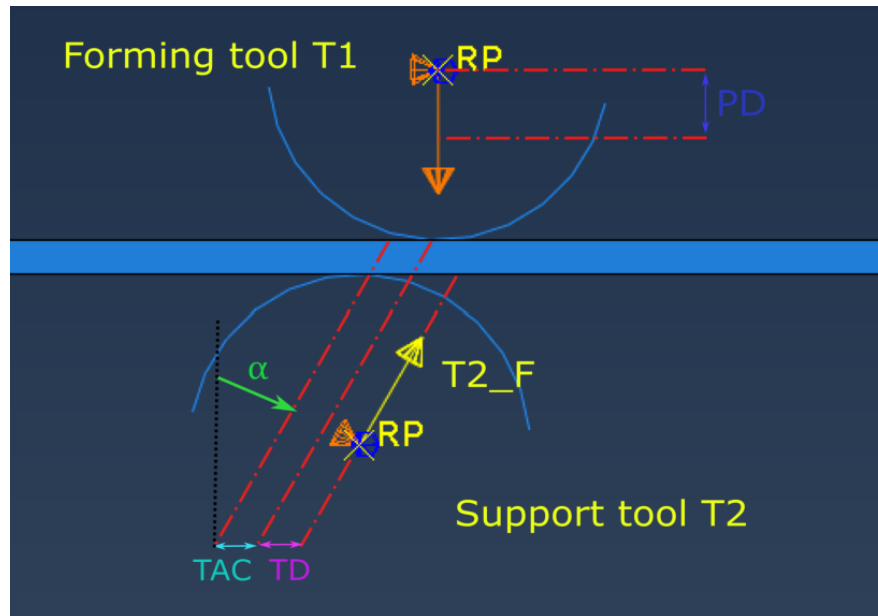 Forming tool T1
RP
PD
α
T2_F
RP
Support tool T2
TAC
TD